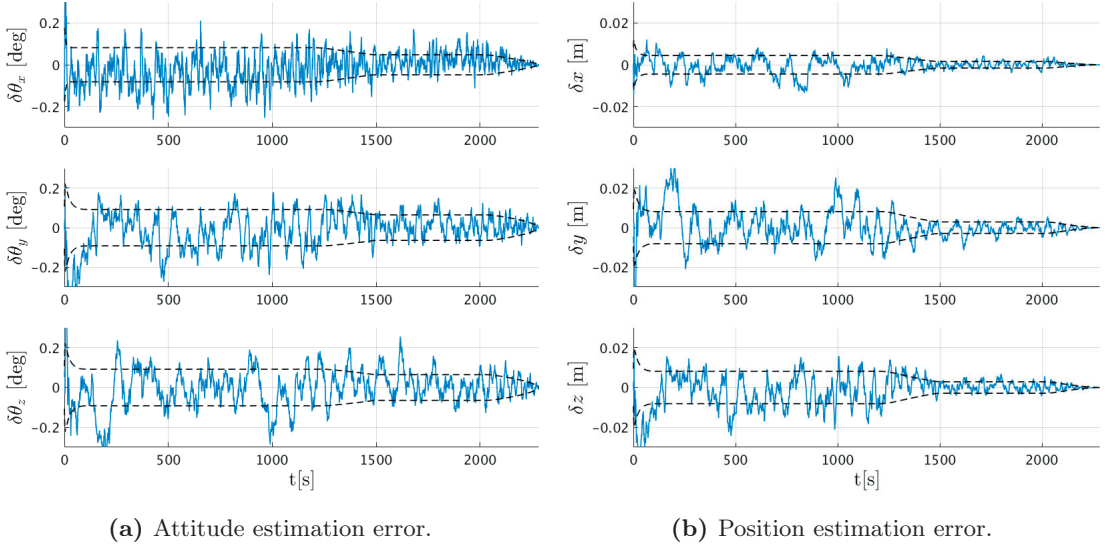 δθₓ [deg]
0.2
0
−0.2
0 500 1000 1500 2000
δθ_y [deg]
0.2
0
−0.2
0 500 1000 1500 2000
δθ_z [deg]
0.2
0
−0.2
0 500 1000 1500 2000
t[s]
(a) Attitude estimation error.
δx [m]
0.02
0
−0.02
0 500 1000 1500 2000
δy [m]
0.02
0
−0.02
0 500 1000 1500 2000
δz [m]
0.02
0
−0.02
0 500 1000 1500 2000
t[s]
(b) Position estimation error.